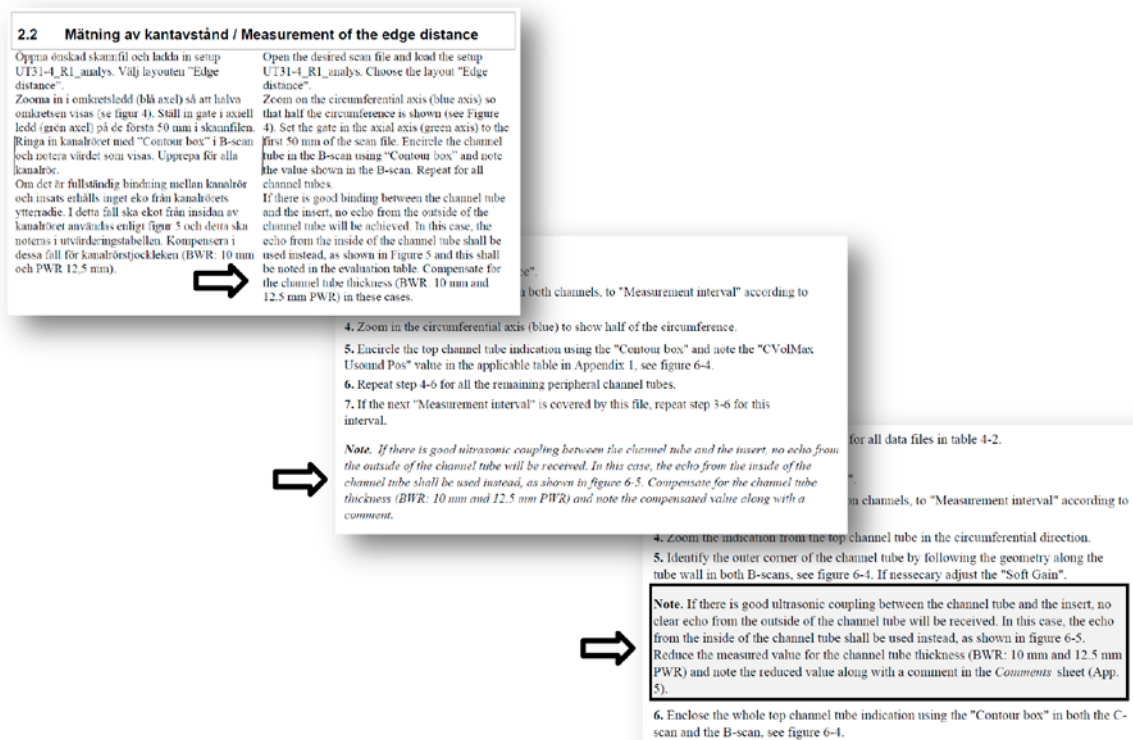 2.2 Mätning av kantavstånd / Measurement of the edge distance
Öppna önskad skannfil och ladda in setup
UT31-4_R1_analys. Välj layouten "Edge
distance".
Zooma in i omkretsledd (blå axel) så att halva
omkretsen visas (se figur 4). Ställ in gate i axiell
ledd (grön axel) på de första 50 mm i skannfilen.
Ringa in kanalröret med "Contour box" i B-scan
och notera värdet som visas. Upprepa för alla
kanalrör.
Om det är fullständig bindning mellan kanalrör
och insats erhålls inget eko från kanalrörets
ytterradie. I detta fall ska ekot från insidan av
kanalröret användas enligt figur 5 och detta ska
noteras i utvärderingstabellen. Kompensera i
dessa fall för kanalrörstjockleken (BWR: 10 mm
och PWR 12,5 mm).
Open the desired scan file and load the setup
UT31-4_R1_analys. Choose the layout "Edge
distance".
Zoom on the circumferential axis (blue axis) so
that half the circumference is shown (see Figure
4). Set the gate in the axial axis (green axis) to the
first 50 mm of the scan file. Encircle the channel
tube in the B-scan using "Contour box" and note
the value shown in the B-scan. Repeat for all
channel tubes.
If there is good binding between the channel tube
and the insert, no echo from the outside of the
channel tube will be achieved. In this case, the
echo from the inside of the channel tube shall be
used instead, as shown in Figure 5 and this shall
be noted in the evaluation table. Compensate for
the channel tube thickness (BWR. 10 mm and
12.5 mm PWR) in these cases.
".
both channels, to "Measurement interval" according to
4. Zoom in the circumferential axis (blue) to show half of the circumference.
5. Encircle the top channel tube indication using the "Contour box" and note the "CVolMax
Usound Pos" value in the applicable table in Appendix 1, see figure 6-4.
6. Repeat step 4-6 for all the remaining peripheral channel tubes.
7. If the next "Measurement interval" is covered by this file, repeat step 3-6 for this
interval.
Note. If there is good ultrasonic coupling between the channel tube and the insert, no echo from
the outside of the channel tube will be received. In this case, the echo from the inside of the
channel tube shall be used instead, as shown in figure 6-5. Compensate for the channel tube
thickness (BWR: 10 mm and 12.5 mm PWR) and note the compensated value along with a
comment.
for all data files in table 4-2.
".
channels, to "Measurement interval" according to
4. Zoom the indication from the top channel tube in the circumferential direction.
5. Identify the outer corner of the channel tube by following the geometry along the
tube wall in both B-scans, see figure 6-4. If nessecary adjust the "Soft Gain".
Note. If there is good ultrasonic coupling between the channel tube and the insert, no
clear echo from the outside of the channel tube will be received. In this case, the echo
from the inside of the channel tube shall be used instead, as shown in figure 6-5.
Reduce the measured value for the channel tube thickness (BWR: 10 mm and 12.5 mm
PWR) and note the reduced value along with a comment in the Comments sheet (App.
5).
6. Enclose the whole top channel tube indication using the "Contour box" in both the C-
scan and the B-scan, see figure 6-4.